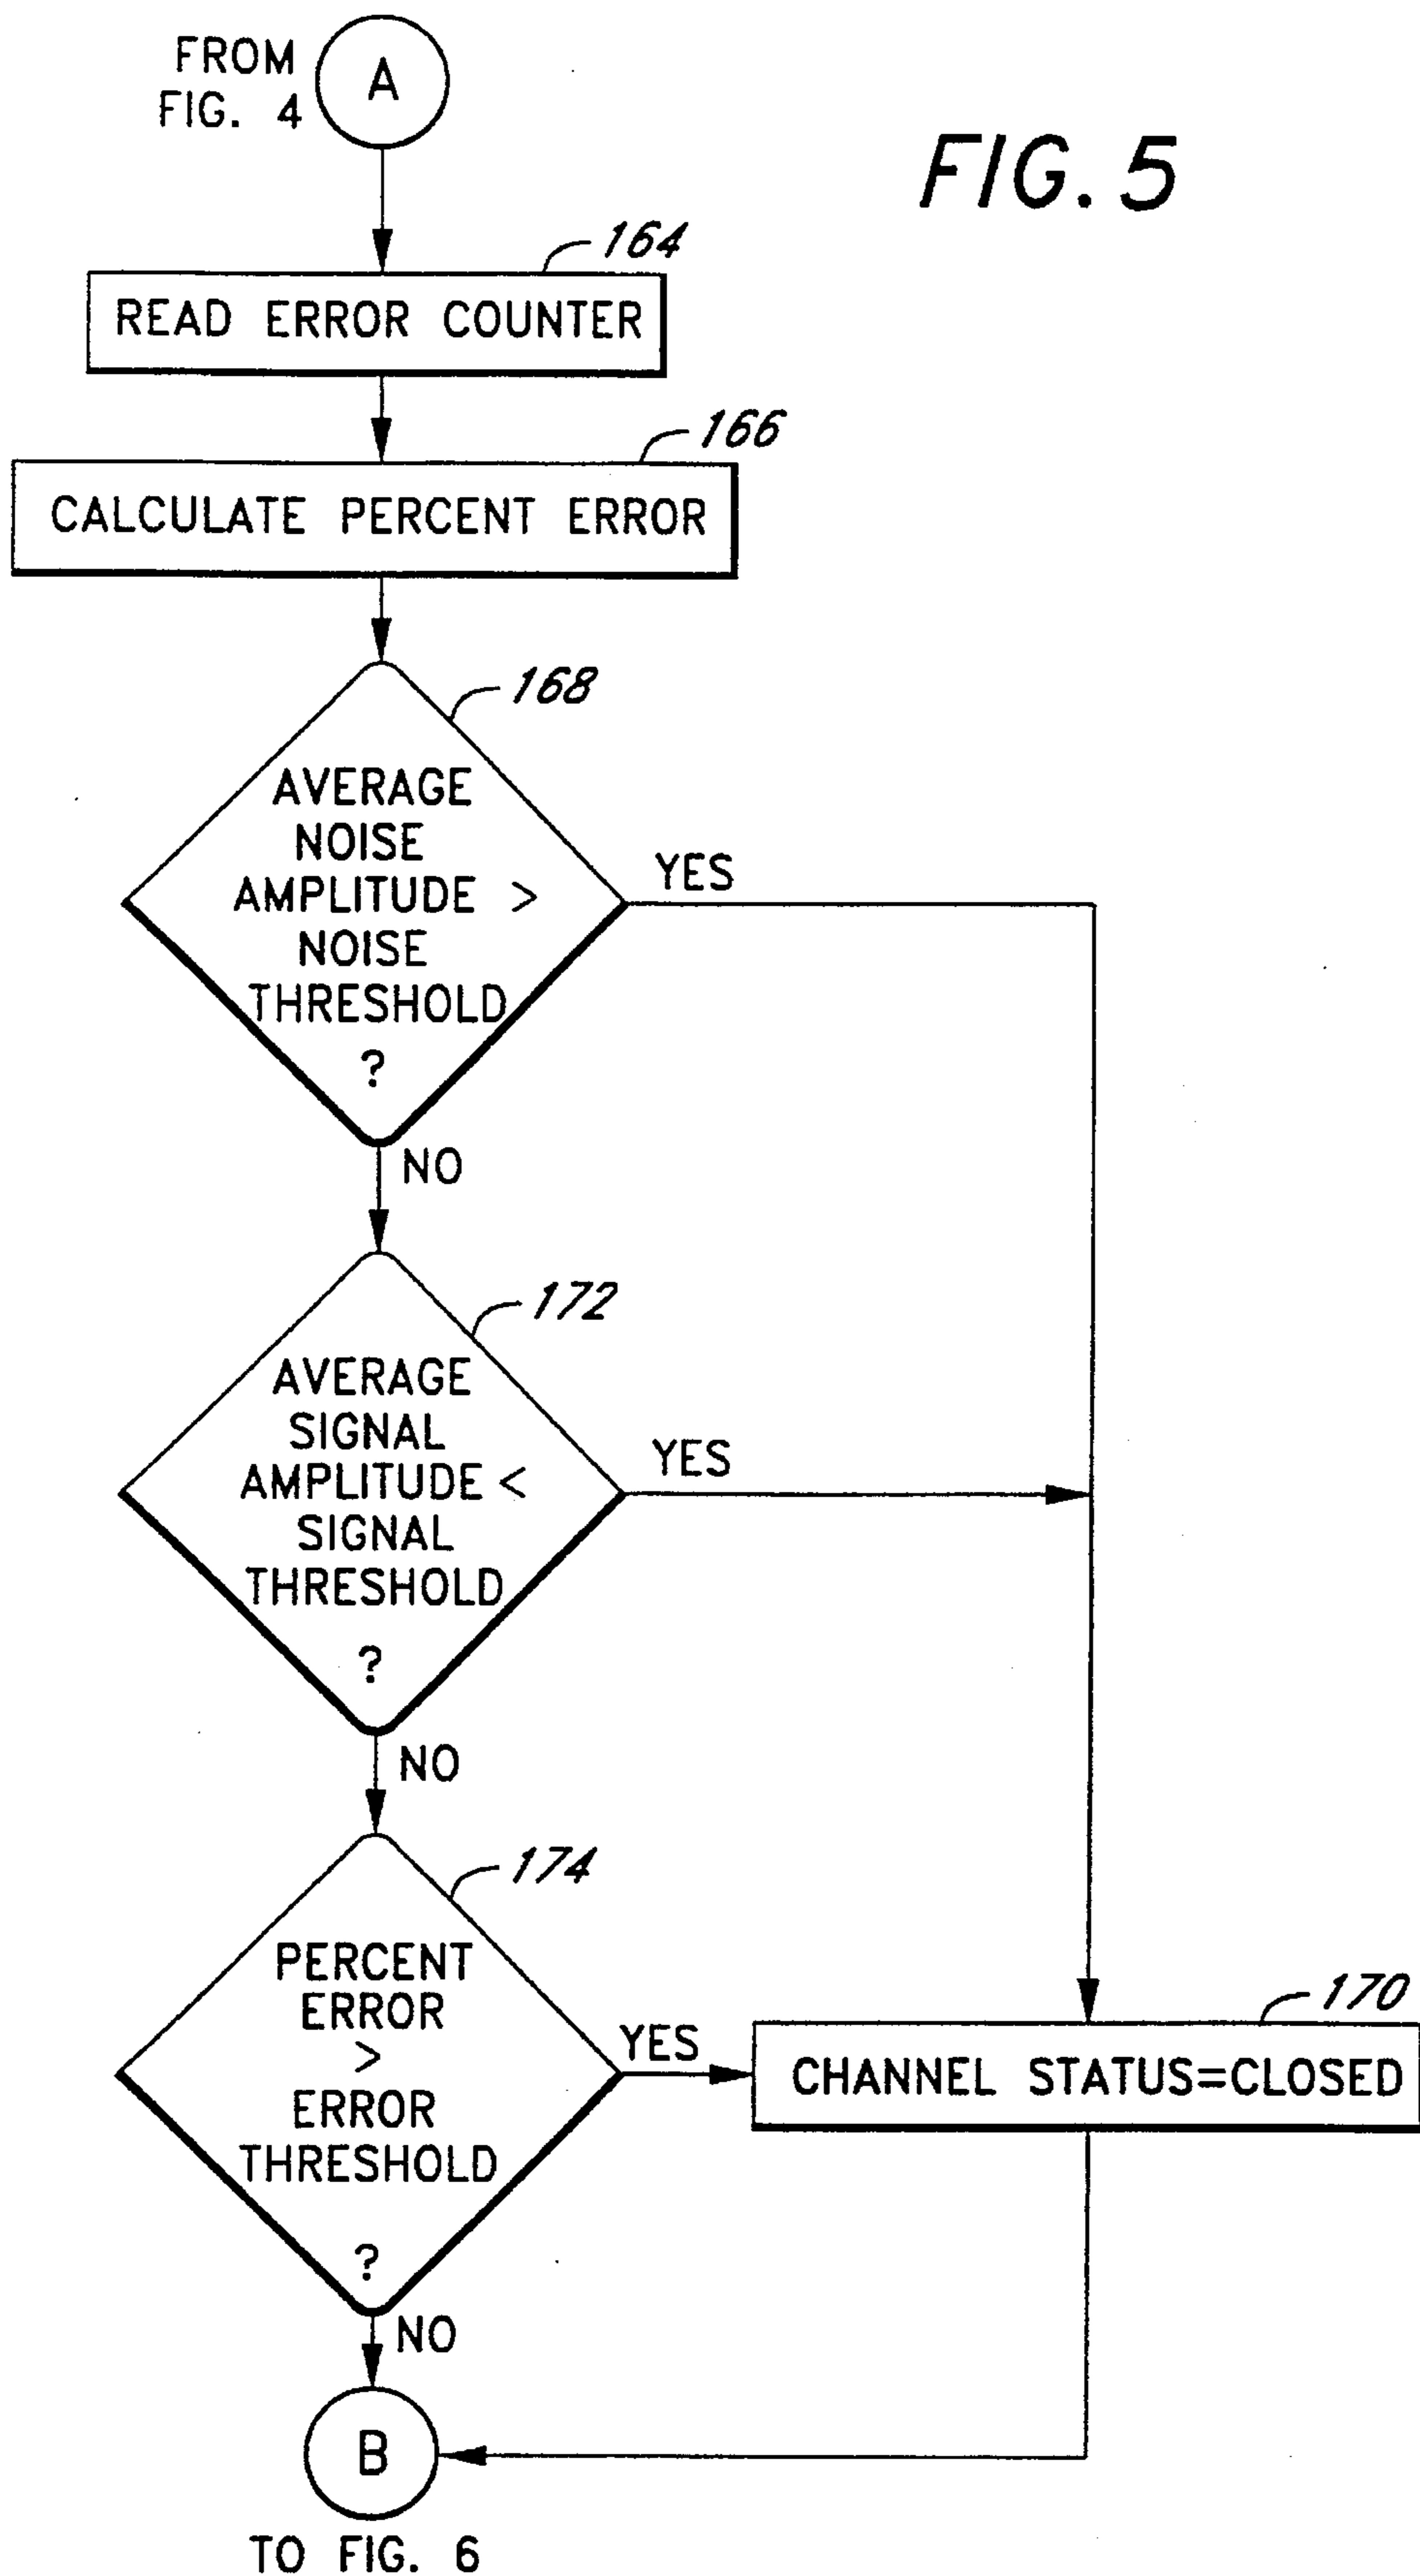 FROM
FIG. 4
A
FIG. 5
164
READ ERROR COUNTER
166
CALCULATE PERCENT ERROR
168
AVERAGE
NOISE
AMPLITUDE >
NOISE
THRESHOLD
?
YES
NO
172
AVERAGE
SIGNAL
AMPLITUDE <
SIGNAL
THRESHOLD
?
YES
NO
174
PERCENT
ERROR
>
ERROR
THRESHOLD
?
YES
170
CHANNEL STATUS=CLOSED
NO
B
TO FIG. 6